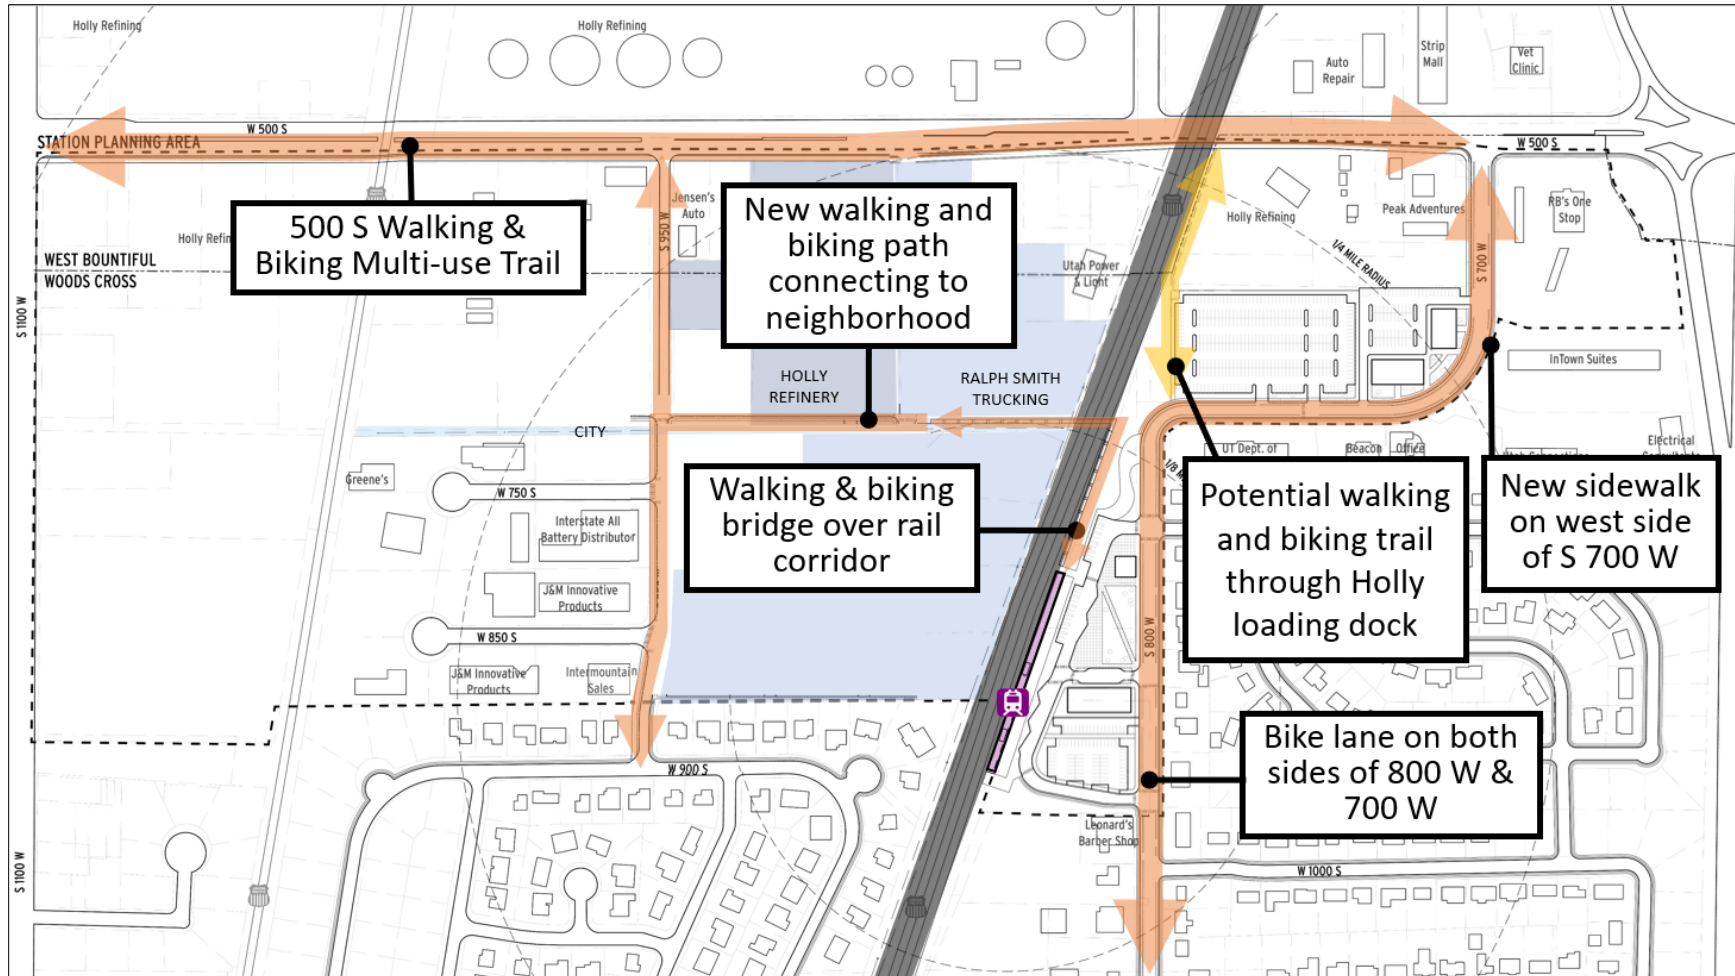 Holly Refining
Holly Refining
Auto
Repair
Strip
Mall
Vet
Clinic
W 500 S
STATION PLANNING AREA
W 500 S
500 S Walking &
Biking Multi-use Trail
Holly Refin
WEST BOUNTIFUL
WOODS CROSS
S 1100 W
Jensen's
Auto
S 950 W
New walking and
biking path
connecting to
neighborhood
Utah Power
& Light
Holly Refining
Peak Adventures
RB's One
Stop
1/4 MILE RADIUS
S 700 W
InTown Suites
HOLLY
REFINERY
RALPH SMITH
TRUCKING
CITY
UT Dept. of
Beacon
Office
Electrical
1/8 M
Greene's
W 750 S
Interstate All
Battery Distributor
J&M Innovative
Products
W 850 S
J&M Innovative
Products
Intermountain
Sales
Walking & biking
bridge over rail
corridor
Potential walking
and biking trail
through Holly
loading dock
New sidewalk
on west side
of S 700 W
S 800 W
Bike lane on both
sides of 800 W &
700 W
W 900 S
Leonard's
Barber Shop
W 1000 S
S 1100 W